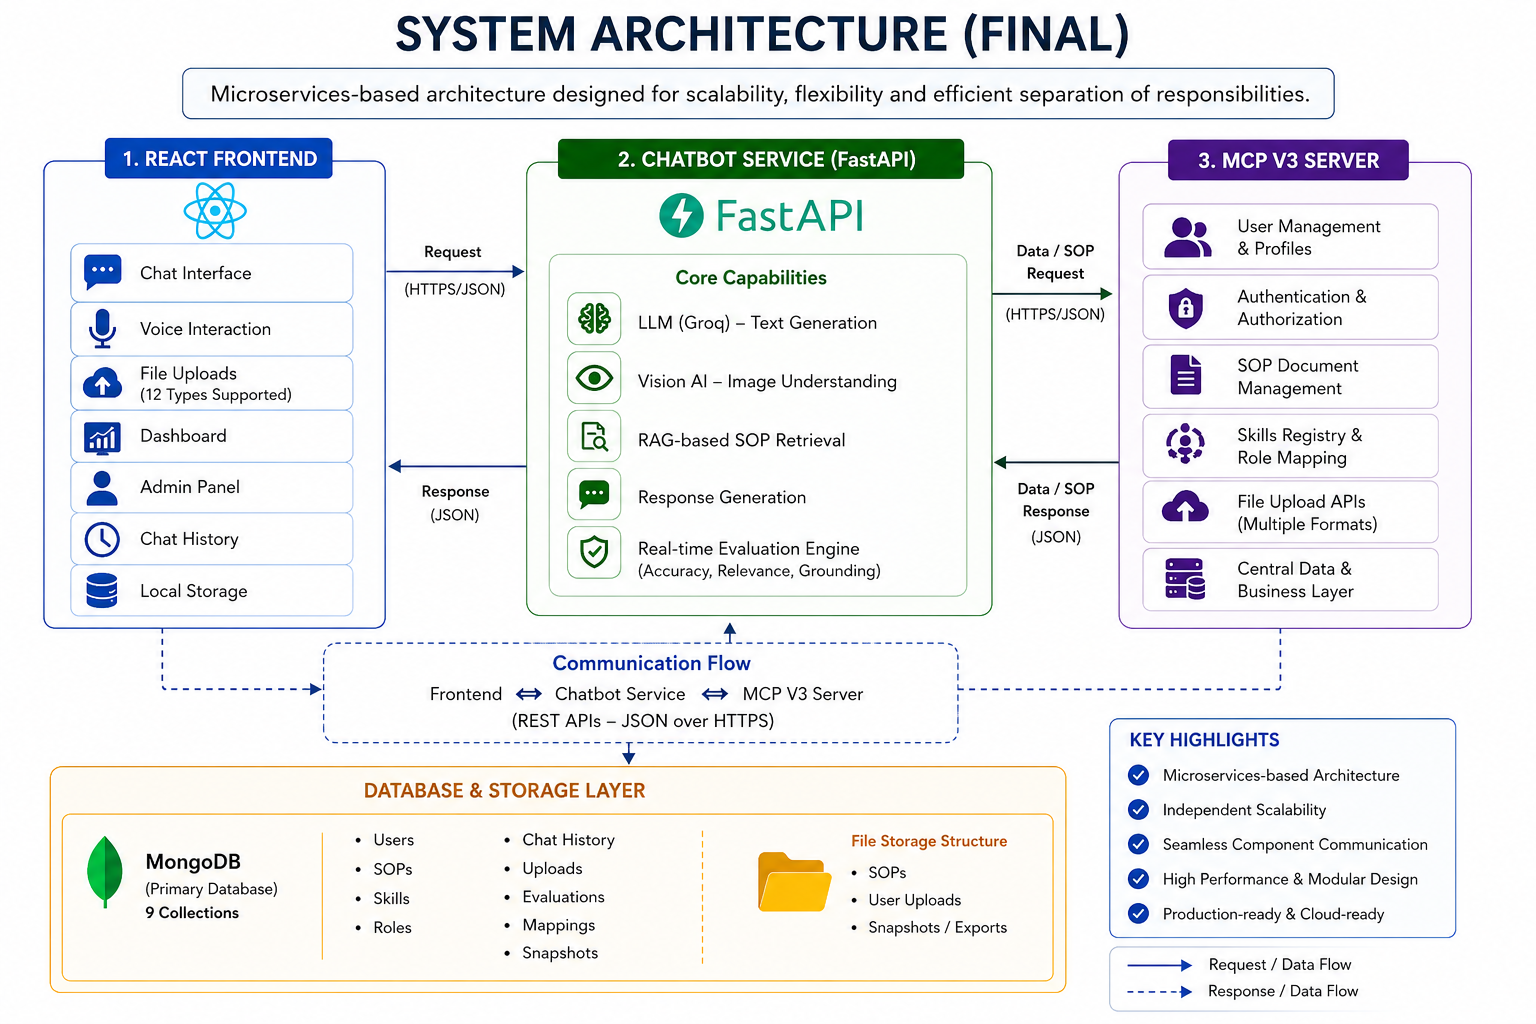 SYSTEM ARCHITECTURE (FINAL)
Microservices-based architecture designed for scalability, flexibility and efficient separation of responsibilities.
1. REACT FRONTEND
Chat Interface
Voice Interaction
File Uploads
(12 Types Supported)
Dashboard
Admin Panel
Chat History
Local Storage
Request
(HTTPS/JSON)
Response
(JSON)
2. CHATBOT SERVICE (FastAPI)
FastAPI
Core Capabilities
LLM (Groq) – Text Generation
Vision AI – Image Understanding
RAG-based SOP Retrieval
Response Generation
Real-time Evaluation Engine
(Accuracy, Relevance, Grounding)
Data / SOP
Request
(HTTPS/JSON)
Data / SOP
Response
(JSON)
3. MCP V3 SERVER
User Management
& Profiles
Authentication &
Authorization
SOP Document
Management
Skills Registry &
Role Mapping
File Upload APIs
(Multiple Formats)
Central Data &
Business Layer
Communication Flow
Frontend ⟺ Chatbot Service ⟺ MCP V3 Server
(REST APIs – JSON over HTTPS)
DATABASE & STORAGE LAYER
MongoDB
(Primary Database)
9 Collections
• Users
• SOPs
• Skills
• Roles
• Chat History
• Uploads
• Evaluations
• Mappings
• Snapshots
File Storage Structure
• SOPs
• User Uploads
• Snapshots / Exports
KEY HIGHLIGHTS
Microservices-based Architecture
Independent Scalability
Seamless Component Communication
High Performance & Modular Design
Production-ready & Cloud-ready
Request / Data Flow
Response / Data Flow